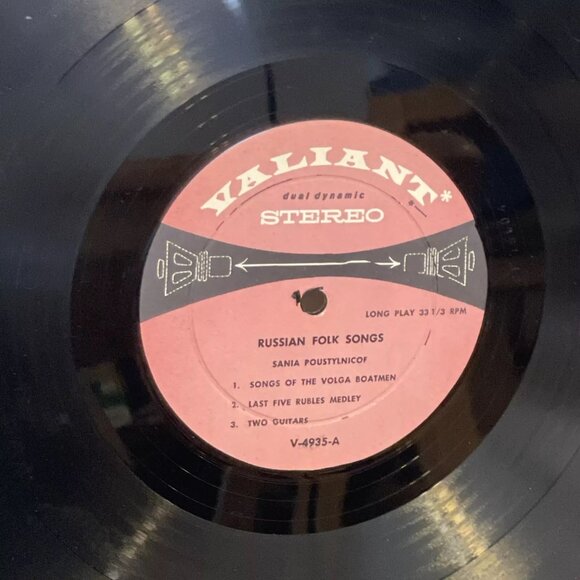 VALIANT*
dual dynamic
STEREO
LONG PLAY 33 1/3 RPM
RUSSIAN FOLK SONGS
SANIA POUSTYLNICOF
1. SONGS OF THE VOLGA BOATMEN
2. LAST FIVE RUBLES MEDLEY
3. TWO GUITARS
V-4935-A